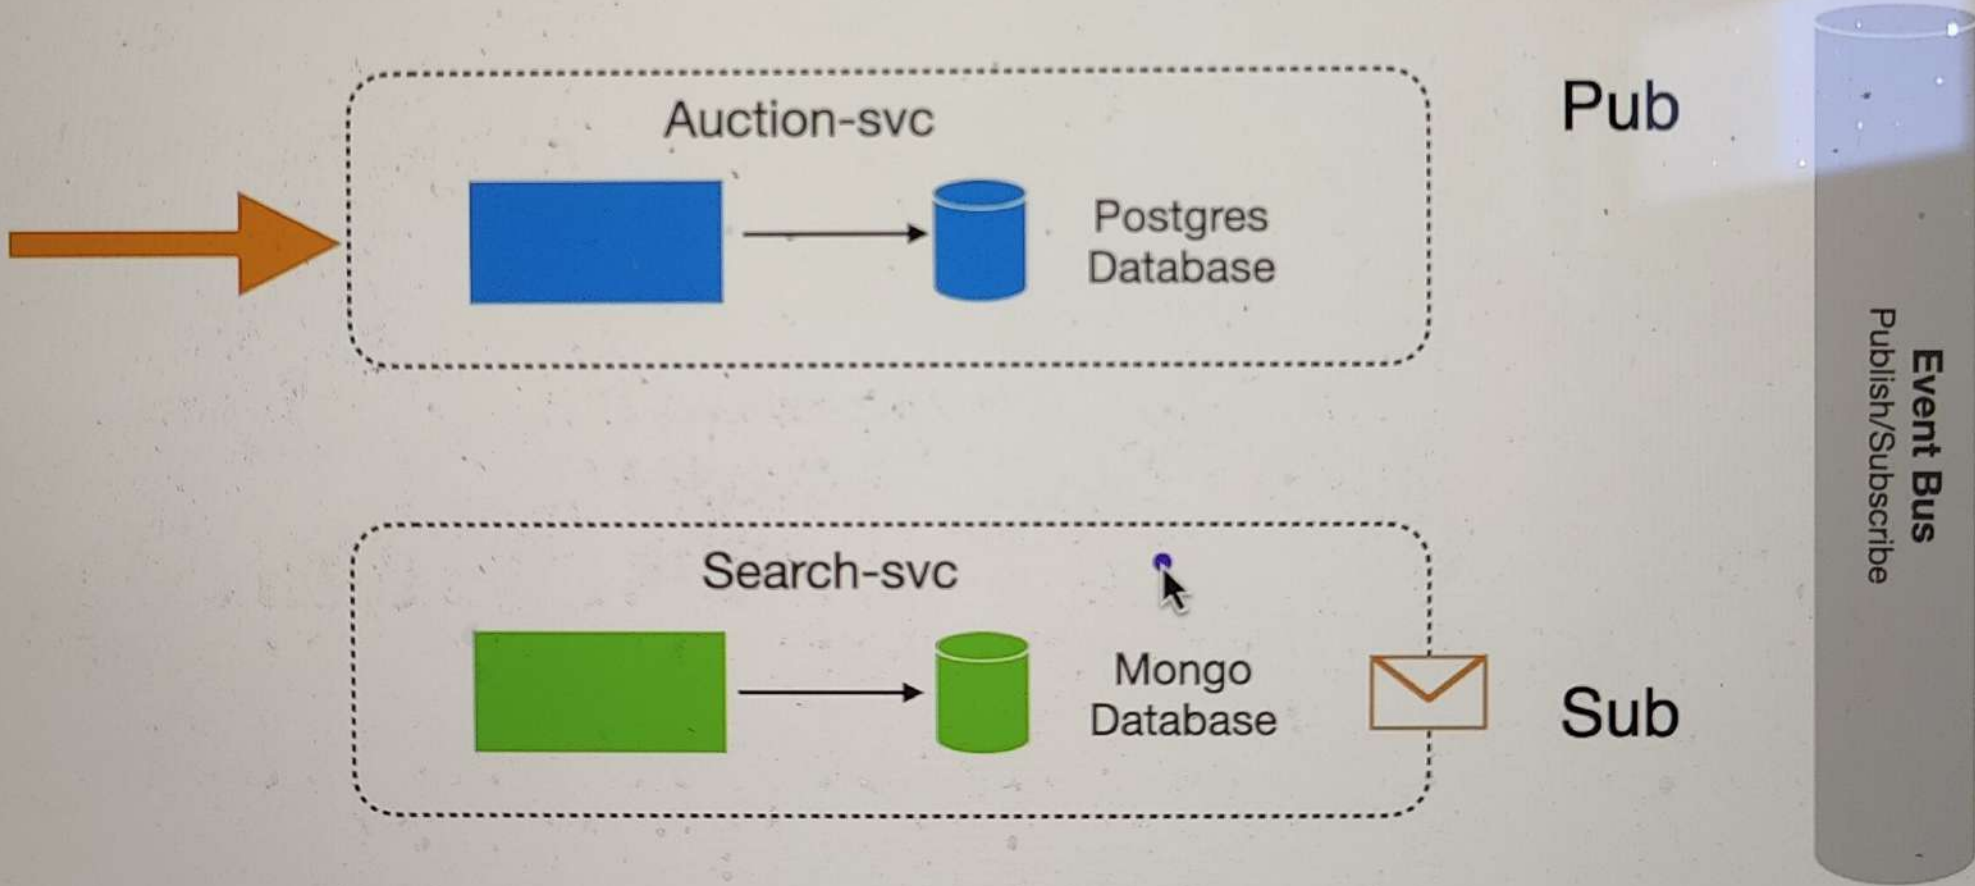 Auction-svc
Pub
Postgres
Database
Event Bus
Publish/Subscribe
Search-svc
Mongo
Database
Sub